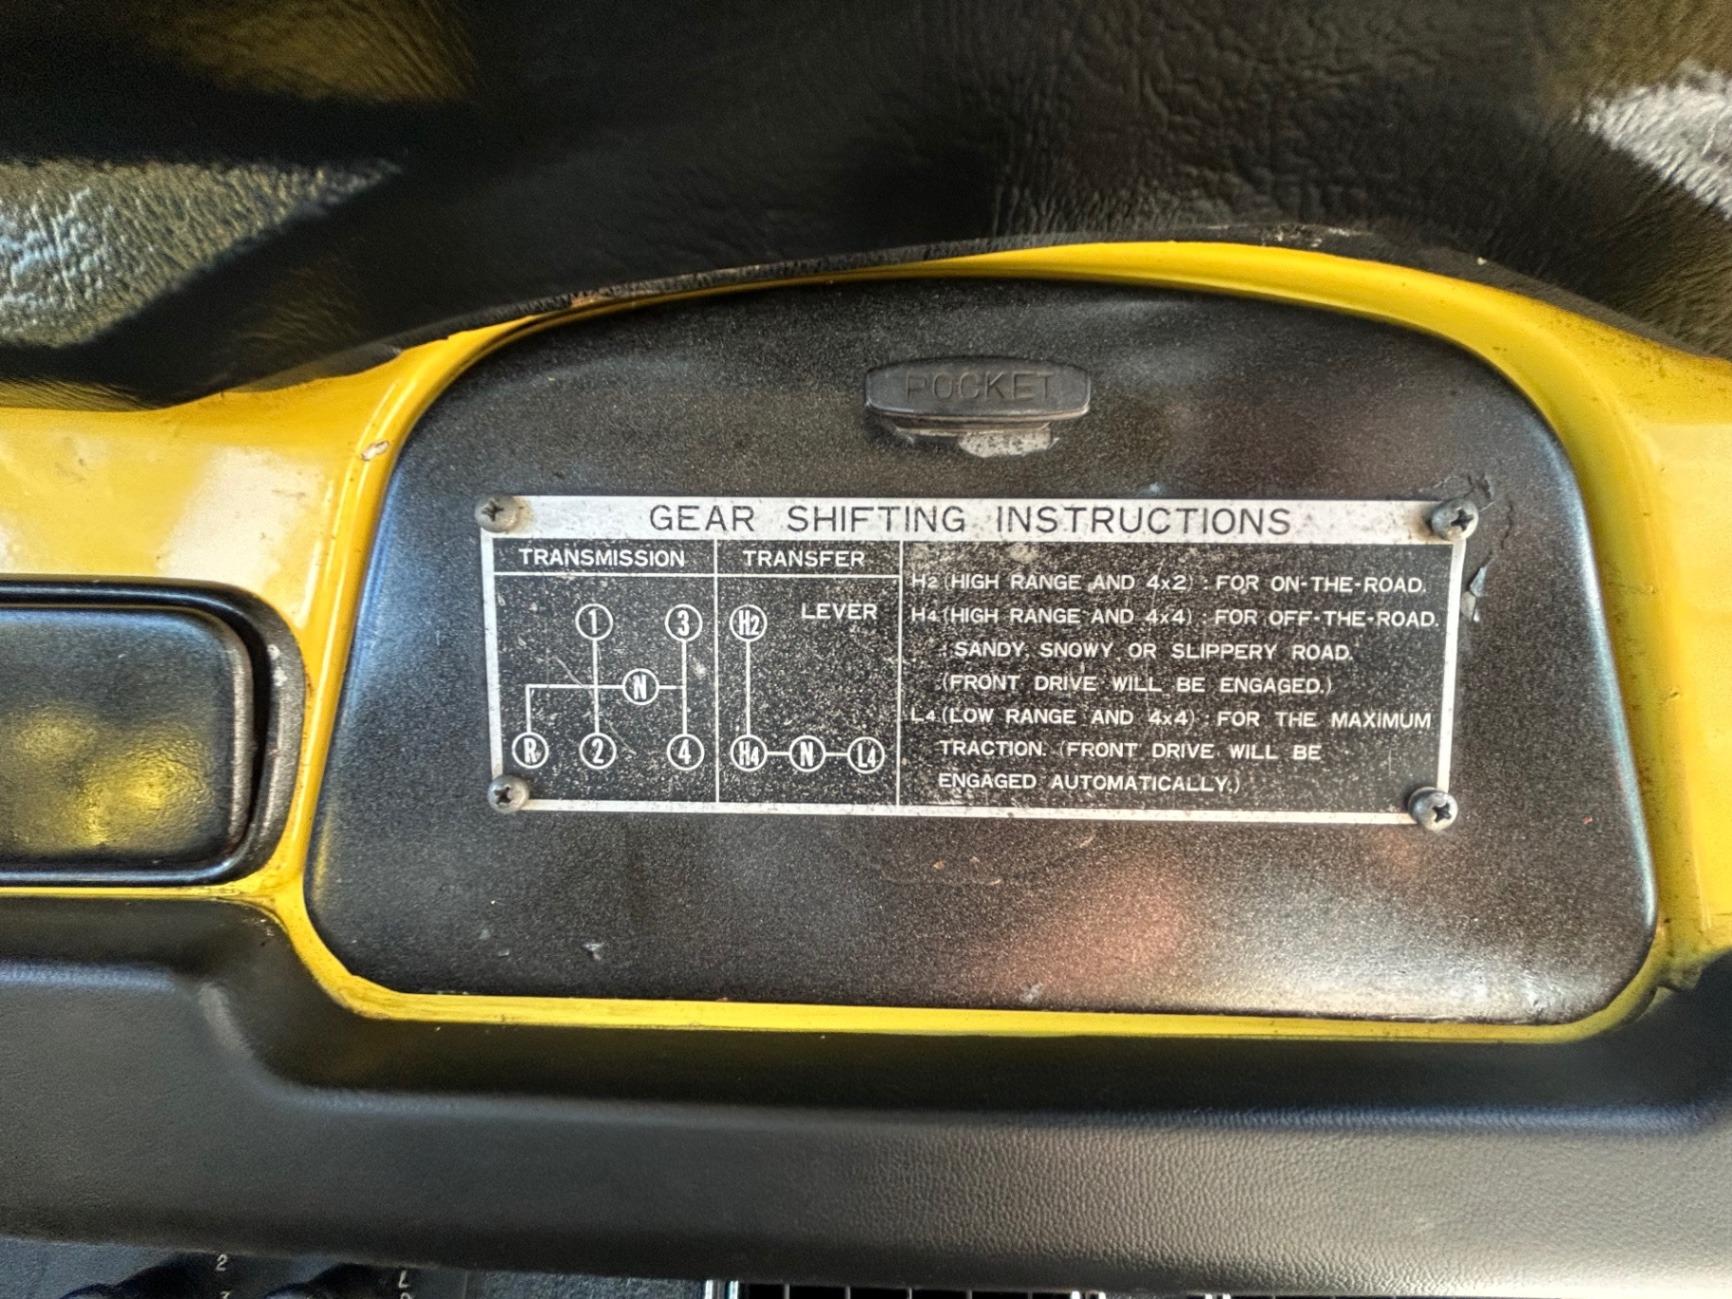 POCKET
GEAR SHIFTING INSTRUCTIONS
TRANSMISSION
1 3
N
R 2 4
TRANSFER
LEVER
H2
H4 N L4
H2 (HIGH RANGE AND 4x2) : FOR ON-THE-ROAD.
H4 (HIGH RANGE AND 4x4) : FOR OFF-THE-ROAD.
SANDY, SNOWY OR SLIPPERY ROAD.
(FRONT DRIVE WILL BE ENGAGED.)
L4 (LOW RANGE AND 4x4) : FOR THE MAXIMUM
TRACTION. (FRONT DRIVE WILL BE
ENGAGED AUTOMATICALLY.)
2
L